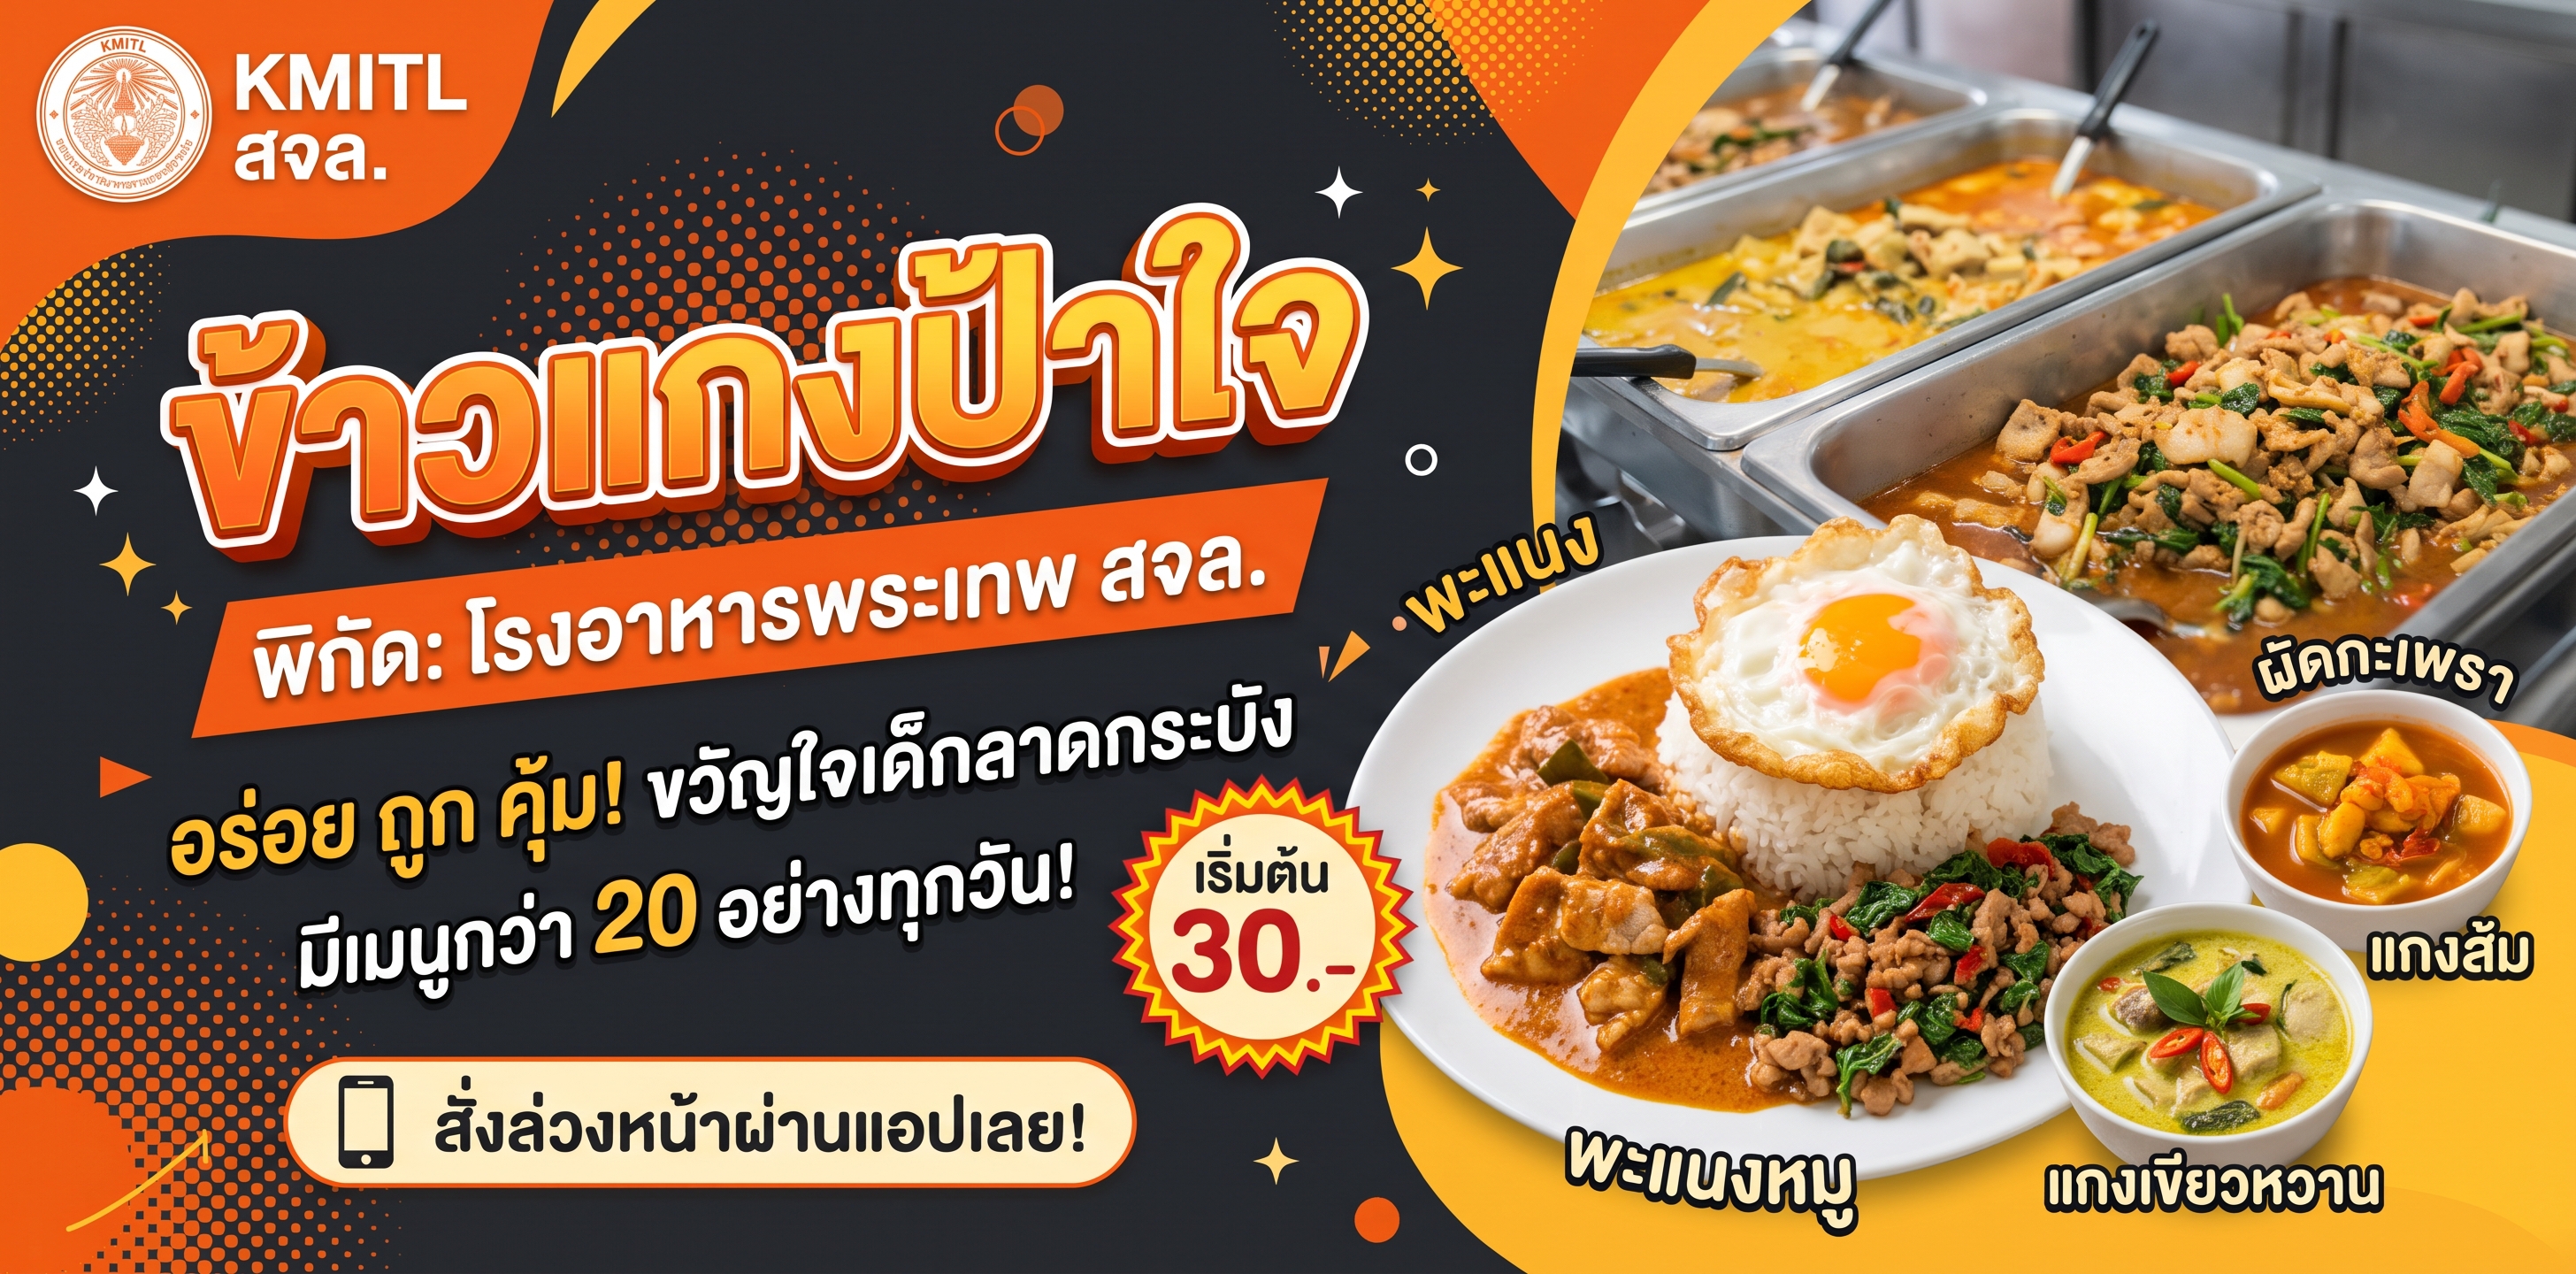 KMITL
KMITL
สจล.
ข้าวแกงป้าใจ
พิกัด: โรงอาหารพระเทพ สจล.
อร่อย ถูก คุ้ม! ขวัญใจเด็กลาดกระบัง
มีเมนูกว่า 20 อย่างทุกวัน!
เริ่มต้น
30.-
สั่งล่วงหน้าผ่านแอปเลย!
พะแนง
ผัดกะเพรา
แกงส้ม
พะแนงหมู
แกงเขียวหวาน